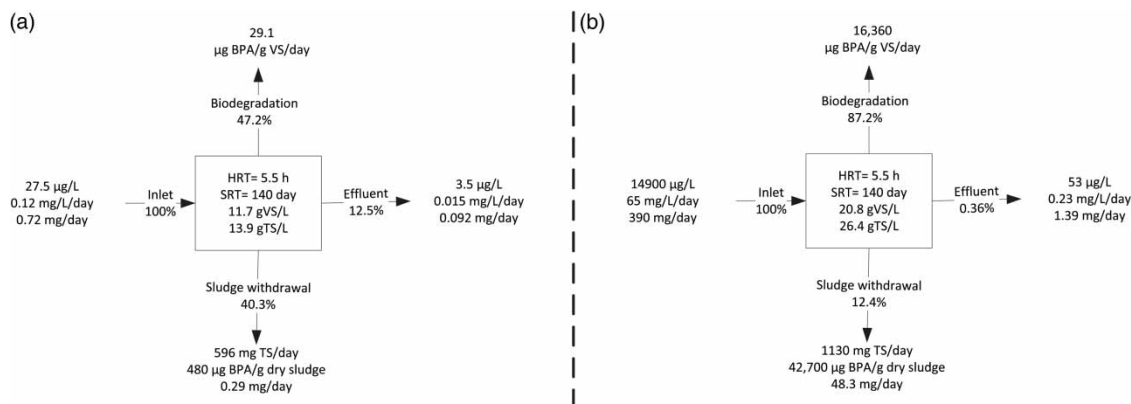 (a)
29.1
µg BPA/g VS/day
Biodegradation
47.2%
27.5 µg/L
0.12 mg/L/day
0.72 mg/day
Inlet
100%
HRT= 5.5 h
SRT= 140 day
11.7 gVS/L
13.9 gTS/L
Effluent
12.5%
3.5 µg/L
0.015 mg/L/day
0.092 mg/day
Sludge withdrawal
40.3%
596 mg TS/day
480 µg BPA/g dry sludge
0.29 mg/day
(b)
16,360
µg BPA/g VS/day
Biodegradation
87.2%
14900 µg/L
65 mg/L/day
390 mg/day
Inlet
100%
HRT= 5.5 h
SRT= 140 day
20.8 gVS/L
26.4 gTS/L
Effluent
0.36%
53 µg/L
0.23 mg/L/day
1.39 mg/day
Sludge withdrawal
12.4%
1130 mg TS/day
42,700 µg BPA/g dry sludge
48.3 mg/day